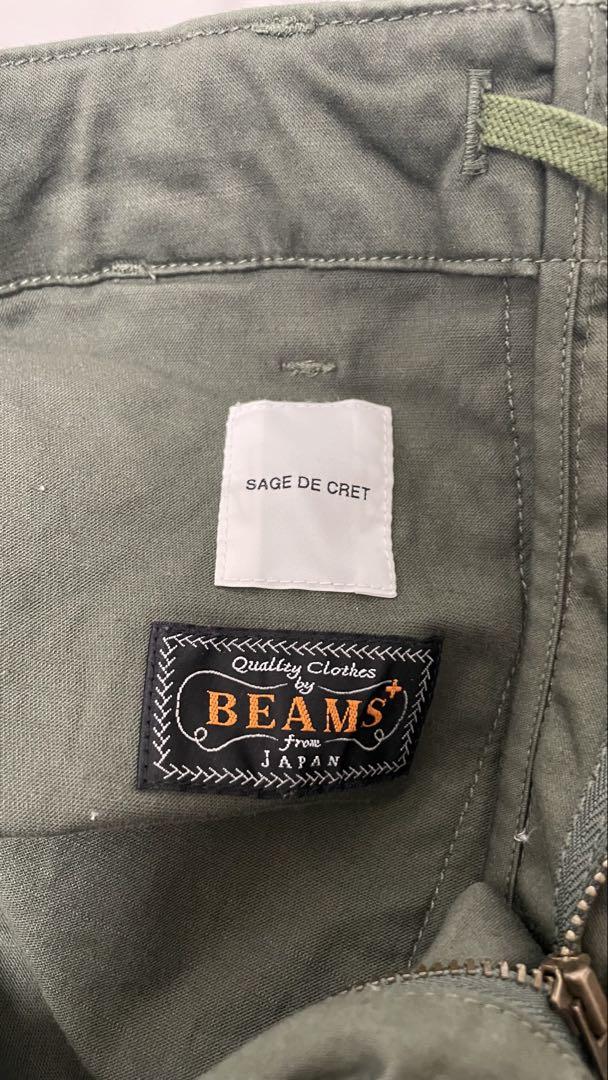 SAGE DE CRET
Quality Clothes
by
BEAMS+
from
JAPAN